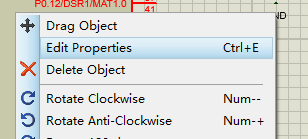 P0.12/DSR1/MAT1.0
41
Drag Object
ND
Edit Properties Ctrl+E
Delete Object
Rotate Clockwise Num--
Rotate Anti-Clockwise Num-+